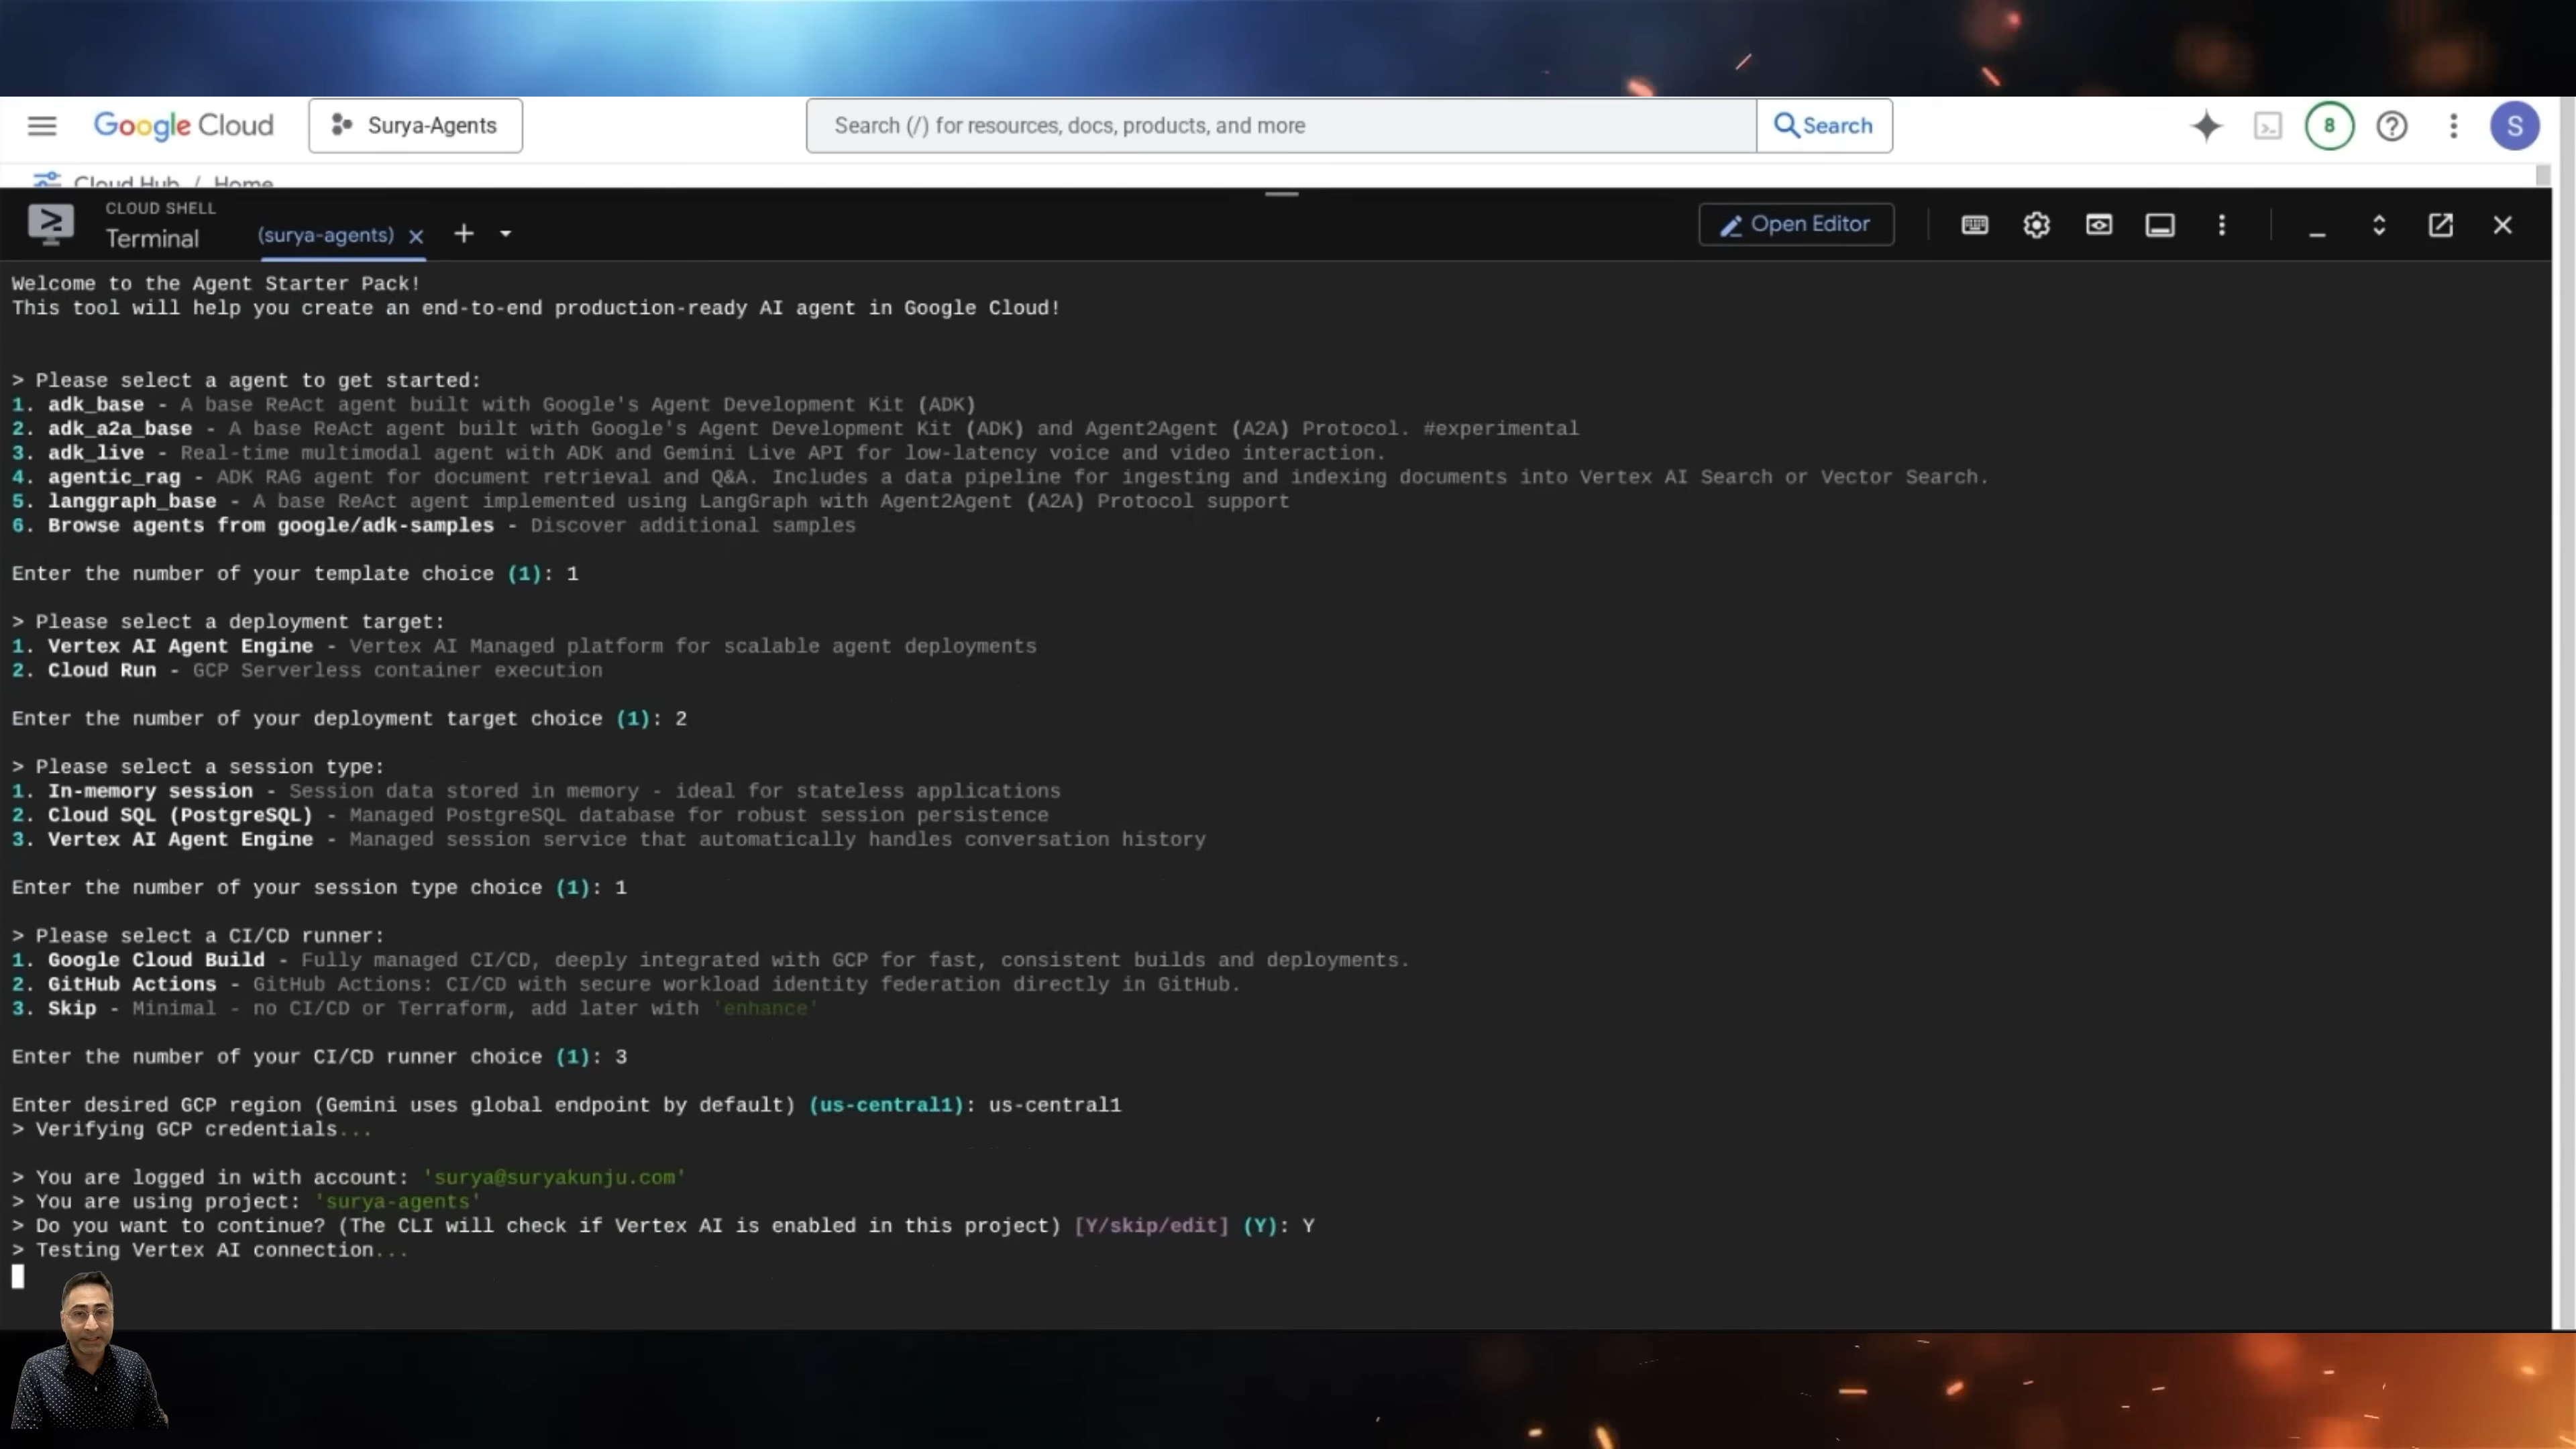 Google Cloud
Surya-Agents
Search (/) for resources, docs, products, and more
Search
8
S
Cloud Hub / Home
CLOUD SHELL
Terminal
(surya-agents)
Open Editor
Welcome to the Agent Starter Pack!
This tool will help you create an end-to-end production-ready AI agent in Google Cloud!
> Please select a agent to get started:
1. adk_base - A base ReAct agent built with Google's Agent Development Kit (ADK)
2. adk_a2a_base - A base ReAct agent built with Google's Agent Development Kit (ADK) and Agent2Agent (A2A) Protocol. #experimental
3. adk_live - Real-time multimodal agent with ADK and Gemini Live API for low-latency voice and video interaction.
4. agentic_rag - ADK RAG agent for document retrieval and Q&A. Includes a data pipeline for ingesting and indexing documents into Vertex AI Search or Vector Search.
5. langgraph_base - A base ReAct agent implemented using LangGraph with Agent2Agent (A2A) Protocol support
6. Browse agents from google/adk-samples - Discover additional samples
Enter the number of your template choice (1): 1
> Please select a deployment target:
1. Vertex AI Agent Engine - Vertex AI Managed platform for scalable agent deployments
2. Cloud Run - GCP Serverless container execution
Enter the number of your deployment target choice (1): 2
> Please select a session type:
1. In-memory session - Session data stored in memory - ideal for stateless applications
2. Cloud SQL (PostgreSQL) - Managed PostgreSQL database for robust session persistence
3. Vertex AI Agent Engine - Managed session service that automatically handles conversation history
Enter the number of your session type choice (1): 1
> Please select a CI/CD runner:
1. Google Cloud Build - Fully managed CI/CD, deeply integrated with GCP for fast, consistent builds and deployments.
2. GitHub Actions - GitHub Actions: CI/CD with secure workload identity federation directly in GitHub.
3. Skip - Minimal - no CI/CD or Terraform, add later with 'enhance'
Enter the number of your CI/CD runner choice (1): 3
Enter desired GCP region (Gemini uses global endpoint by default) (us-central1): us-central1
> Verifying GCP credentials...
> You are logged in with account: 'surya@suryakunju.com'
> You are using project: 'surya-agents'
> Do you want to continue? (The CLI will check if Vertex AI is enabled in this project) [Y/skip/edit] (Y): Y
> Testing Vertex AI connection...